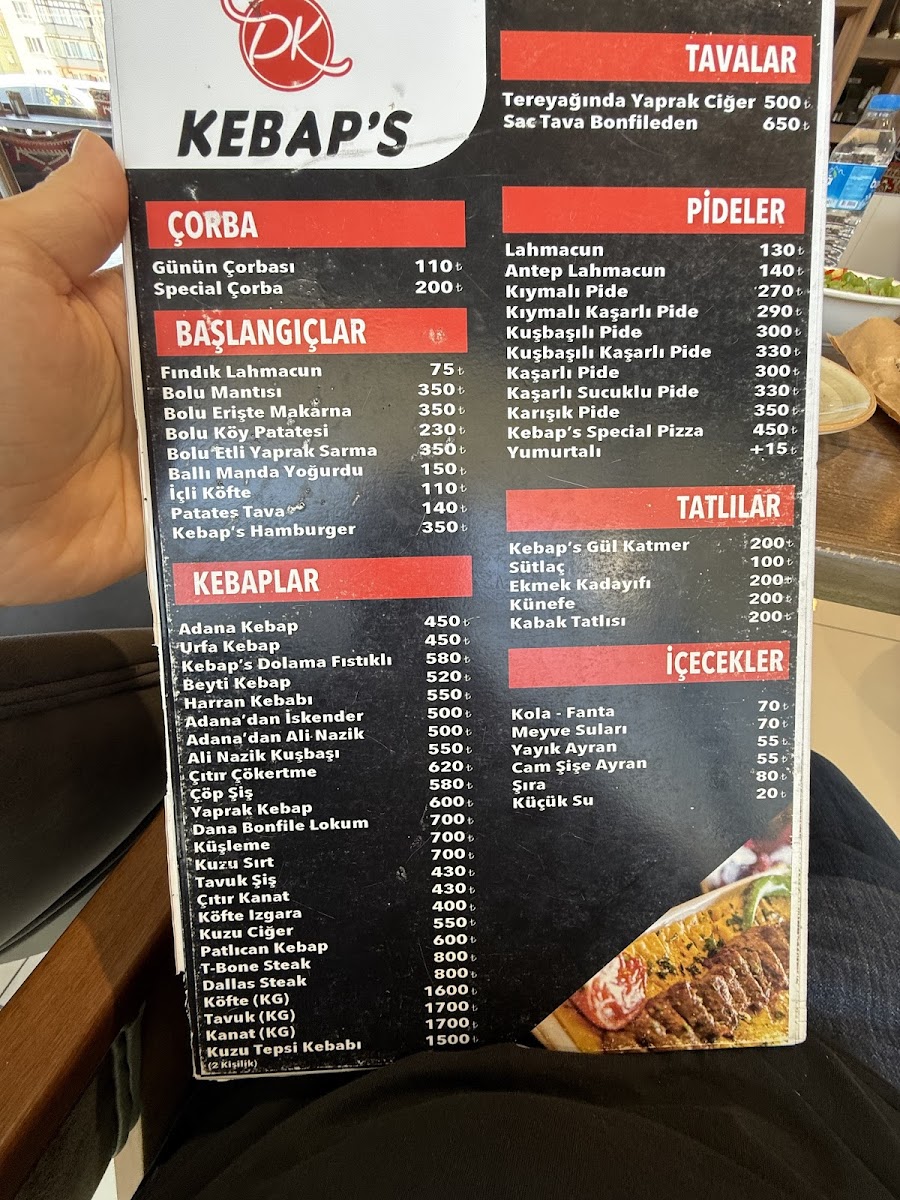 DK
KEBAP'S
ÇORBA
Günün Çorbası 110₺
Special Çorba 200₺
BAŞLANGIÇLAR
Fındık Lahmacun 75₺
Bolu Mantısı 350₺
Bolu Erişte Makarna 350₺
Bolu Köy Patatesi 230₺
Bolu Etli Yaprak Sarma 350₺
Ballı Manda Yoğurdu 150₺
İçli Köfte 110₺
Patates Tava 140₺
Kebap's Hamburger 350₺
KEBAPLAR
Adana Kebap 450₺
Urfa Kebap 450₺
Kebap's Dolama Fıstıklı 580₺
Beyti Kebap 520₺
Harran Kebabı 550₺
Adana'dan İskender 500₺
Adana'dan Ali Nazik 500₺
Ali Nazik Kuşbaşı 550₺
Çıtır Çökertme 620₺
Çöp Şiş 580₺
Yaprak Kebap 600₺
Dana Bonfile Lokum 700₺
Küşleme 700₺
Kuzu Sırt 700₺
Tavuk Şiş 430₺
Çıtır Kanat 430₺
Köfte Izgara 400₺
Kuzu Ciğer 550₺
Patlıcan Kebap 600₺
T-Bone Steak 800₺
Dallas Steak 800₺
Köfte (KG) 1600₺
Tavuk (KG) 1700₺
Kanat (KG) 1700₺
Kuzu Tepsi Kebabı 1500₺
(2 Kişilik)
TAVALAR
Tereyağında Yaprak Ciğer 500₺
Sac Tava Bonfileden 650₺
PİDELER
Lahmacun 130₺
Antep Lahmacun 140₺
Kıymalı Pide 270₺
Kıymalı Kaşarlı Pide 290₺
Kuşbaşılı Pide 300₺
Kuşbaşılı Kaşarlı Pide 330₺
Kaşarlı Pide 300₺
Kaşarlı Sucuklu Pide 330₺
Karışık Pide 350₺
Kebap's Special Pizza 450₺
Yumurtalı +15₺
TATLILAR
Kebap's Gül Katmer 200₺
Sütlaç 100₺
Ekmek Kadayıfı 200₺
Künefe 200₺
Kabak Tatlısı 200₺
İÇECEKLER
Kola - Fanta 70₺
Meyve Suları 70₺
Yayık Ayran 55₺
Cam Şişe Ayran 55₺
Şıra 80₺
Küçük Su 20₺